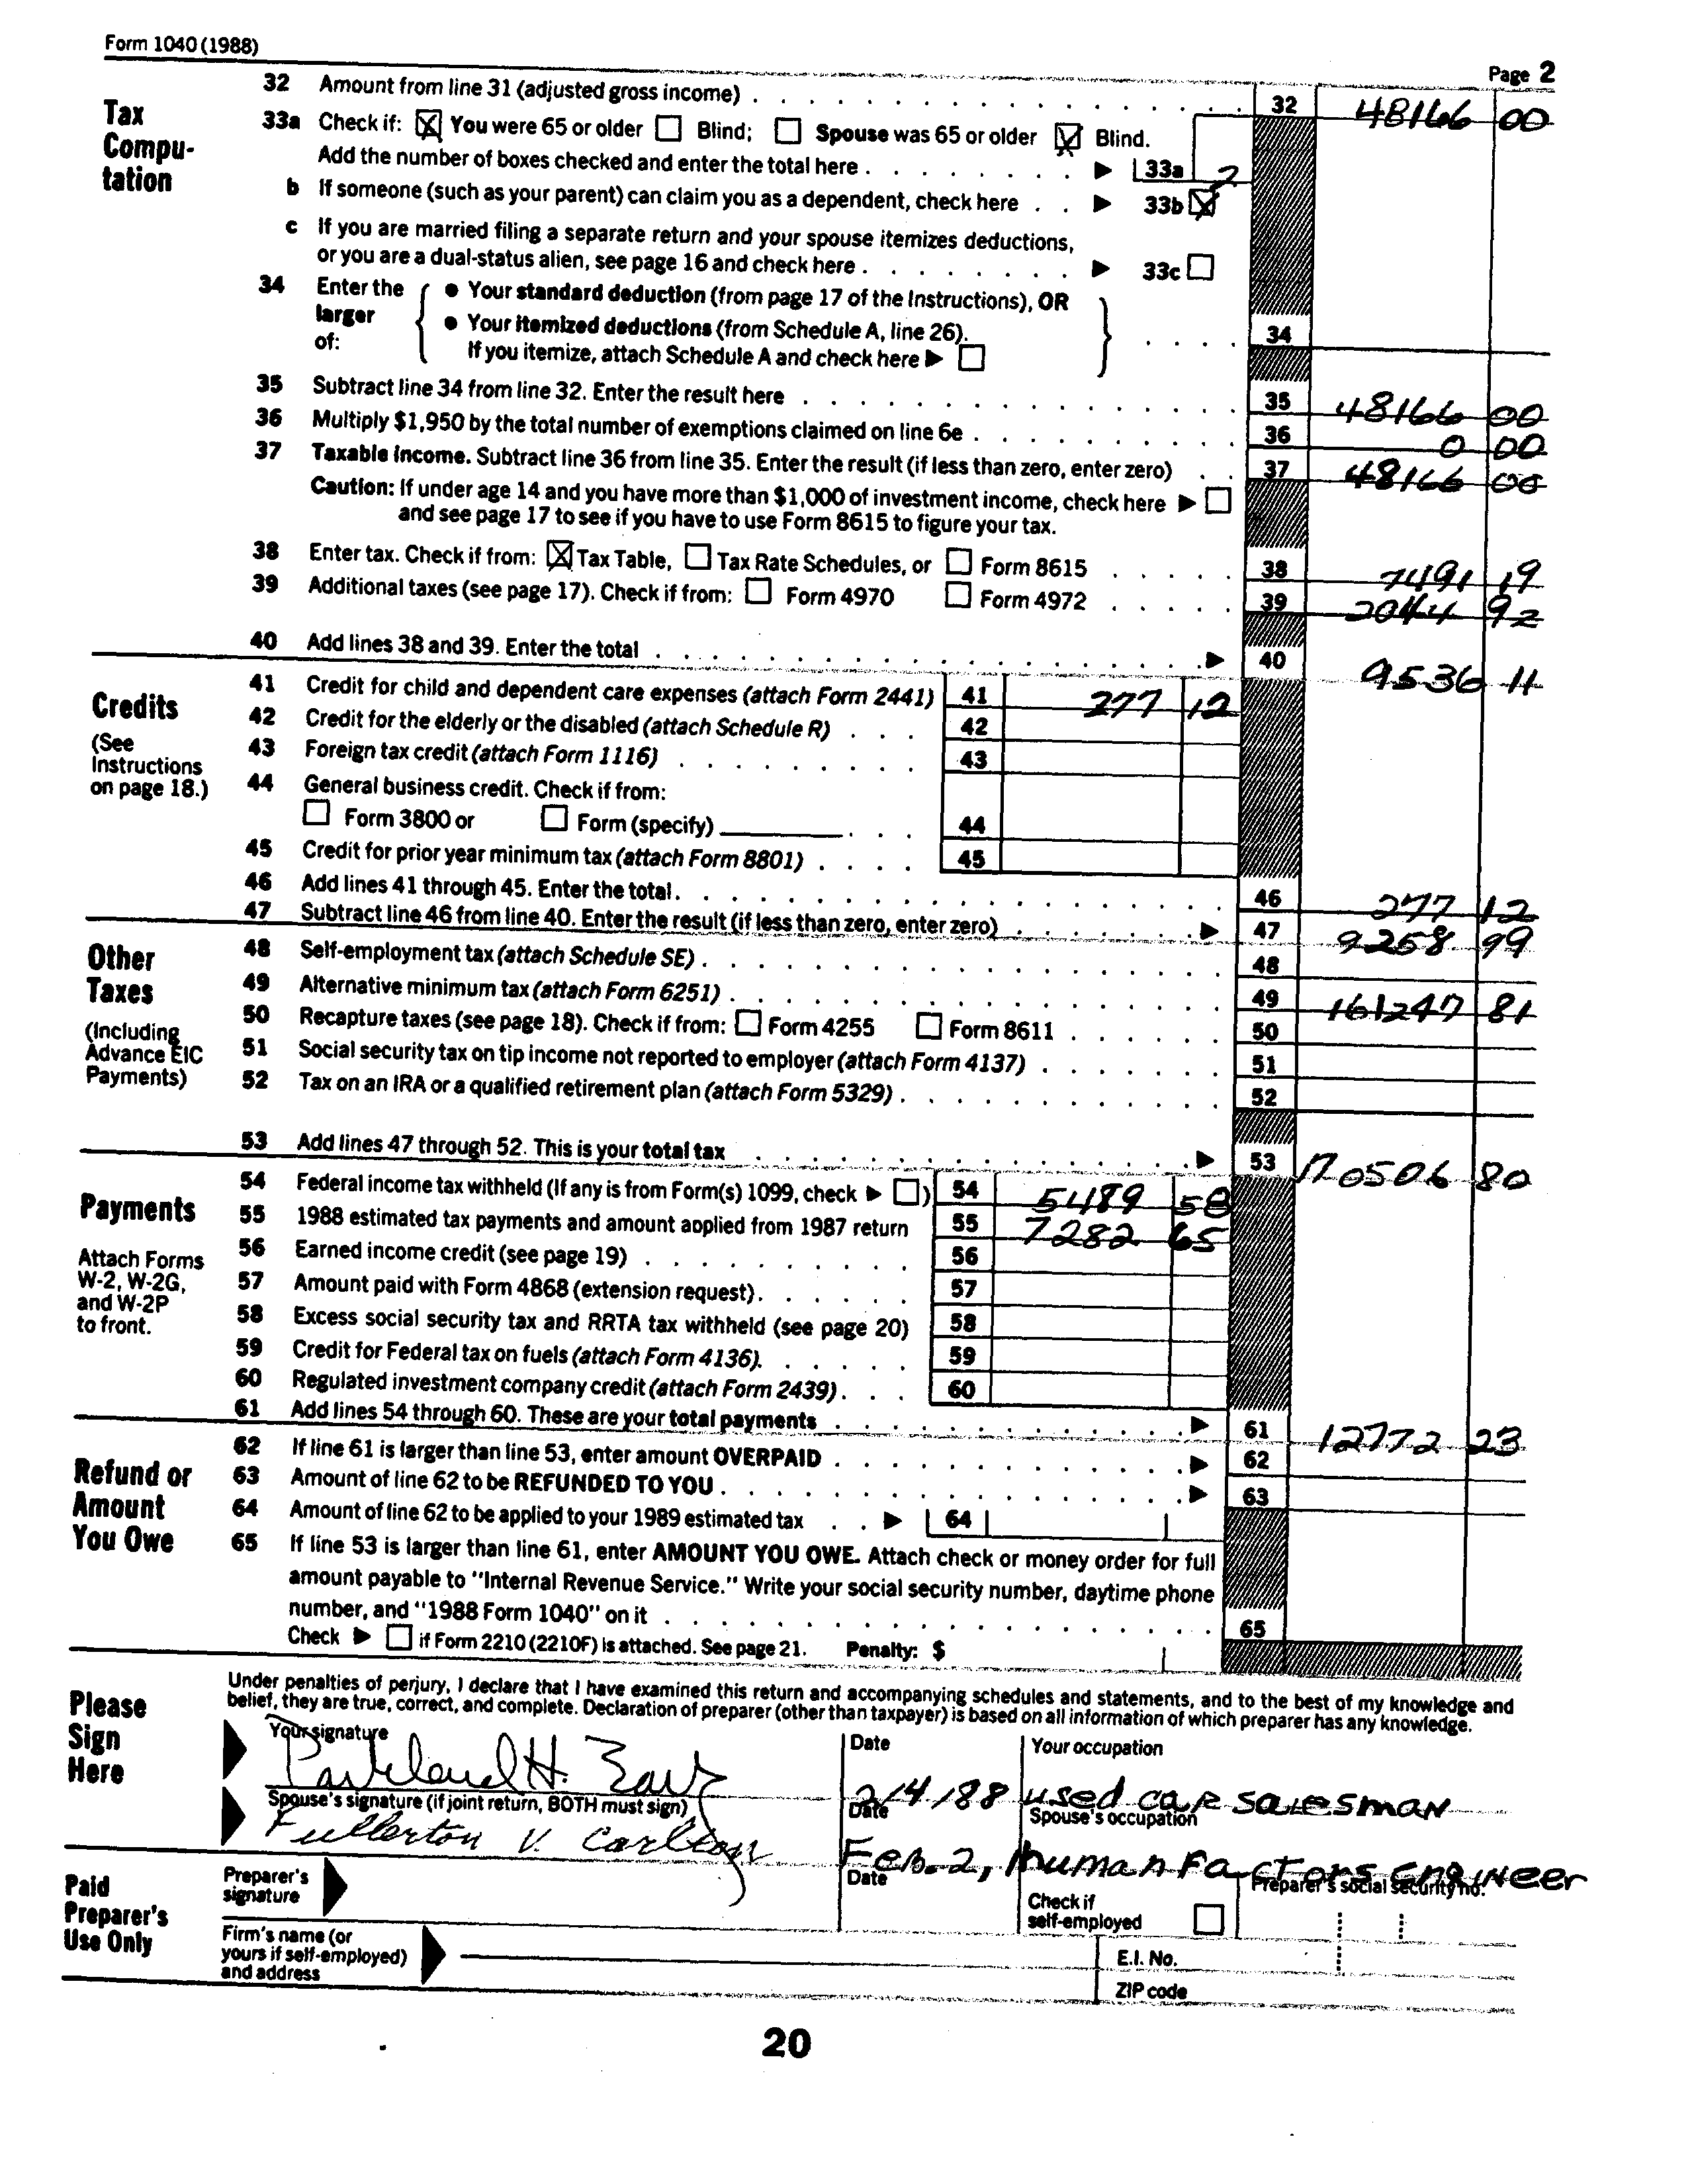 Form 1040 (1988)
Page 2
Tax Compu-tation
32 Amount from line 31 (adjusted gross income) . . . 32 48166 00
33a Check if: ☒ You were 65 or older ☐ Blind; ☐ Spouse was 65 or older ☒ Blind.
Add the number of boxes checked and enter the total here . . . ▶ 33a 2
b If someone (such as your parent) can claim you as a dependent, check here . . ▶ 33b ☒
c If you are married filing a separate return and your spouse itemizes deductions,
or you are a dual-status alien, see page 16 and check here . . . ▶ 33c ☐
34 Enter the larger of:
● Your standard deduction (from page 17 of the Instructions), OR
● Your itemized deductions (from Schedule A, line 26).
If you itemize, attach Schedule A and check here ▶ ☐ . . . . 34
35 Subtract line 34 from line 32. Enter the result here . . . 35 48166 00
36 Multiply $1,950 by the total number of exemptions claimed on line 6e . . . 36 0 00
37 Taxable income. Subtract line 36 from line 35. Enter the result (if less than zero, enter zero) . . 37 48166 00
Caution: If under age 14 and you have more than $1,000 of investment income, check here ▶ ☐
and see page 17 to see if you have to use Form 8615 to figure your tax.
38 Enter tax. Check if from: ☒ Tax Table, ☐ Tax Rate Schedules, or ☐ Form 8615 . . . 38 7491 19
39 Additional taxes (see page 17). Check if from: ☐ Form 4970 ☐ Form 4972 . . . 39 2044 92
40 Add lines 38 and 39. Enter the total . . . ▶ 40 9536 11
Credits
(See Instructions on page 18.)
41 Credit for child and dependent care expenses (attach Form 2441) 41 277 12
42 Credit for the elderly or the disabled (attach Schedule R) . . . 42
43 Foreign tax credit (attach Form 1116) . . . 43
44 General business credit. Check if from:
☐ Form 3800 or ☐ Form (specify) . . . 44
45 Credit for prior year minimum tax (attach Form 8801) . . . . 45
46 Add lines 41 through 45. Enter the total . . . 46 277 12
47 Subtract line 46 from line 40. Enter the result (if less than zero, enter zero) . . . ▶ 47 9258 99
Other Taxes
(Including Advance EIC Payments)
48 Self-employment tax (attach Schedule SE) . . . 48
49 Alternative minimum tax (attach Form 6251) . . . 49 161247 81
50 Recapture taxes (see page 18). Check if from: ☐ Form 4255 ☐ Form 8611 . . . 50
51 Social security tax on tip income not reported to employer (attach Form 4137) . . . 51
52 Tax on an IRA or a qualified retirement plan (attach Form 5329) . . . 52
53 Add lines 47 through 52. This is your total tax . . . ▶ 53 170506 80
Payments
Attach Forms W-2, W-2G, and W-2P to front.
54 Federal income tax withheld (If any is from Form(s) 1099, check ▶ ☐) 54 5489 58
55 1988 estimated tax payments and amount applied from 1987 return 55 7282 65
56 Earned income credit (see page 19) . . . 56
57 Amount paid with Form 4868 (extension request) . . . 57
58 Excess social security tax and RRTA tax withheld (see page 20) 58
59 Credit for Federal tax on fuels (attach Form 4136) . . . 59
60 Regulated investment company credit (attach Form 2439) . . . 60
61 Add lines 54 through 60. These are your total payments . . . ▶ 61 12772 23
Refund or Amount You Owe
62 If line 61 is larger than line 53, enter amount OVERPAID . . . ▶ 62
63 Amount of line 62 to be REFUNDED TO YOU . . . ▶ 63
64 Amount of line 62 to be applied to your 1989 estimated tax . . ▶ 64
65 If line 53 is larger than line 61, enter AMOUNT YOU OWE. Attach check or money order for full
amount payable to "Internal Revenue Service." Write your social security number, daytime phone
number, and "1988 Form 1040" on it . . . 65
Check ▶ ☐ if Form 2210 (2210F) is attached. See page 21. Penalty: $
Please Sign Here
Under penalties of perjury, I declare that I have examined this return and accompanying schedules and statements, and to the best of my knowledge and
belief, they are true, correct, and complete. Declaration of preparer (other than taxpayer) is based on all information of which preparer has any knowledge.
Your signature Date Your occupation
H. 2/4/88 used car salesman
Spouse's signature (if joint return, BOTH must sign) Date Spouse's occupation
Fullerton V. Carlton Feb. 2, human factors engineer
Paid Preparer's Use Only
Preparer's signature Date Check if self-employed ☐ Preparer's social security no.
Firm's name (or yours if self-employed) and address E.I. No.
ZIP code
20